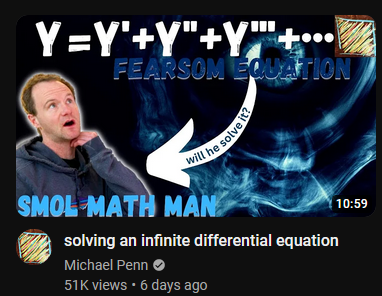 Y=Y'+Y"+Y'"+...
FEARSOM EQUATION
will he solve it?
SMOL MATH MAN
10:59
solving an infinite differential equation
Michael Penn
51K views • 6 days ago